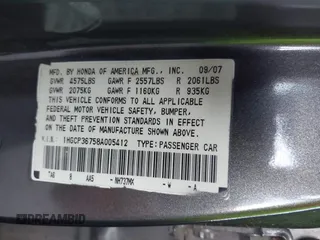 MFD. BY HONDA OF AMERICA MFG., INC. 09/07
GVWR 4575LBS GAWR F 2557LBS R 2061LBS
GVWR 2075KG GAWR F 1160KG R 935KG
THIS VEHICLE CONFORMS TO ALL APPLICABLE
FEDERAL MOTOR VEHICLE SAFETY, BUMPER,
AND THEFT PREVENTION STANDARDS IN EFFECT ON
THE DATE OF MANUFACTURE SHOWN ABOVE.
V.I.N.: 1HGCP36758A005412 TYPE: PASSENGER CAR
TA0 B AAS NH737MX - W - A
DREAMBID